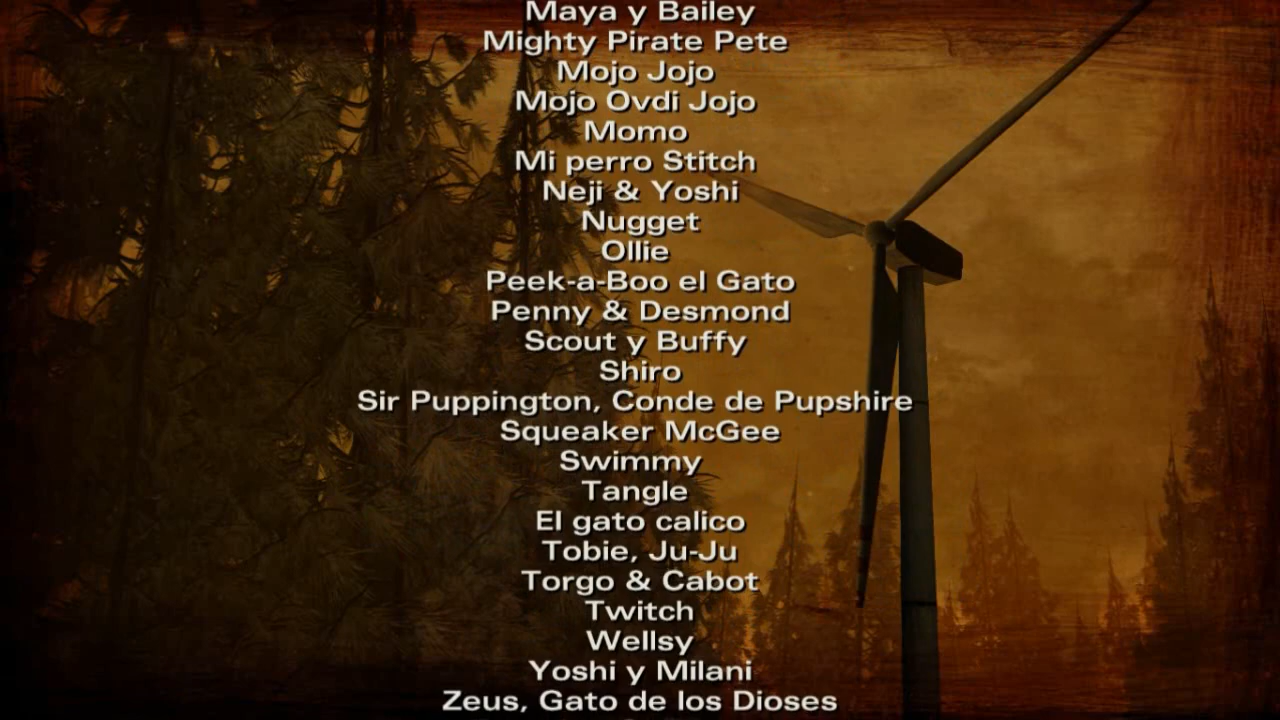 Maya y Bailey
Mighty Pirate Pete
Mojo Jojo
Mojo Ovdi Jojo
Momo
Mi perro Stitch
Neji & Yoshi
Nugget
Ollie
Peek-a-Boo el Gato
Penny & Desmond
Scout y Buffy
Shiro
Sir Puppington, Conde de Pupshire
Squeaker McGee
Swimmy
Tangle
El gato calico
Tobie, Ju-Ju
Torgo & Cabot
Twitch
Wellsy
Yoshi y Milani
Zeus, Gato de los Dioses